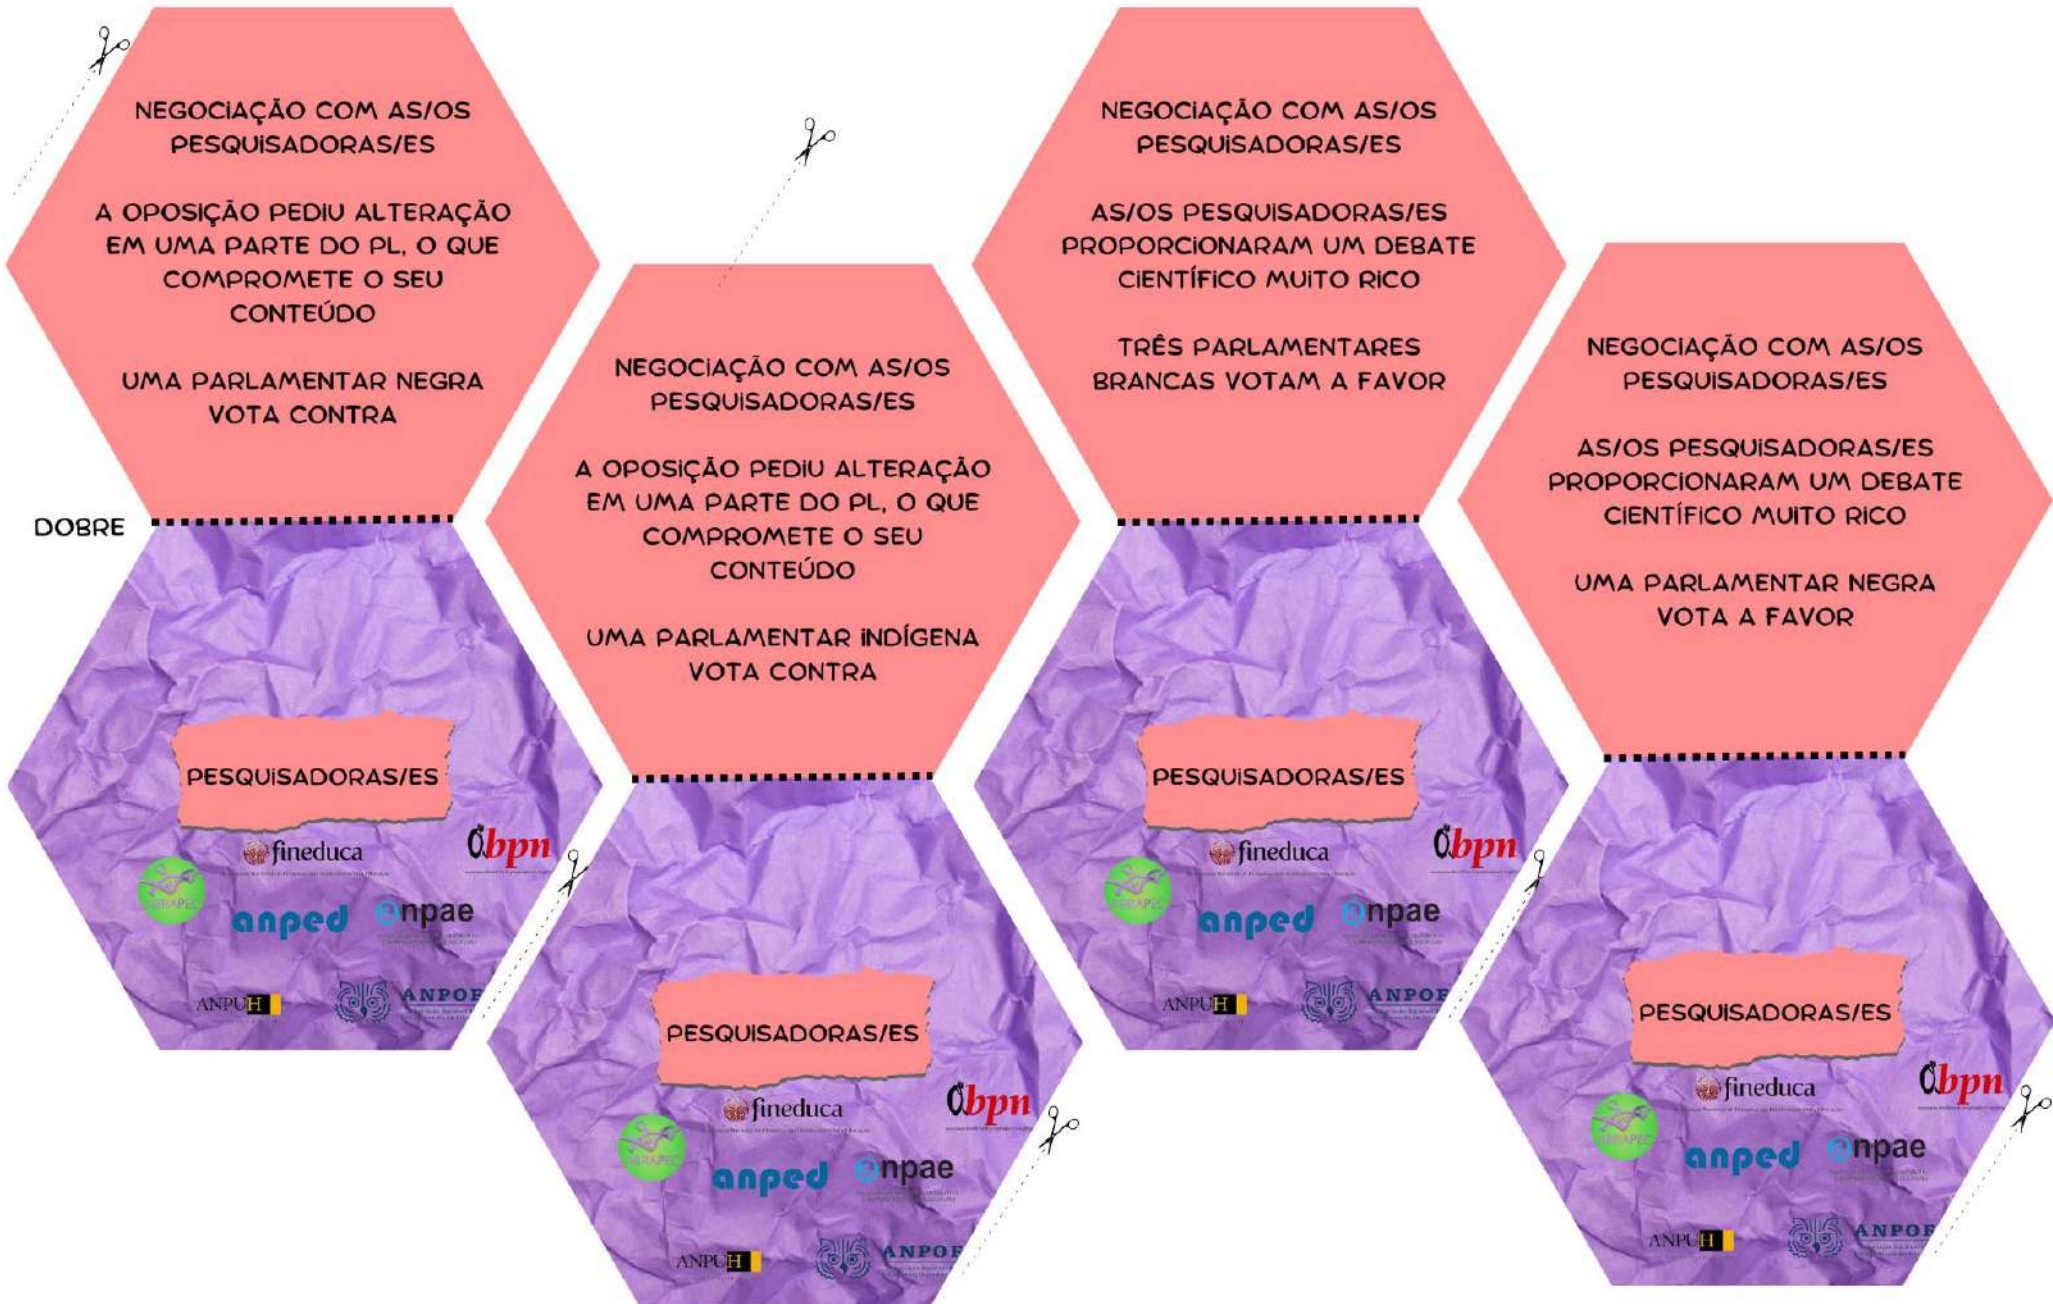 NEGOCIAÇÃO COM AS/OS
PESQUISADORAS/ES
A OPOSIÇÃO PEDIU ALTERAÇÃO
EM UMA PARTE DO PL, O QUE
COMPROMETE O SEU
CONTEÚDO
UMA PARLAMENTAR NEGRA
VOTA CONTRA
DOBRE
PESQUISADORAS/ES
fineduca
abpn
ABRAPEC
anped
anpae
ANPUH
ANPOF
NEGOCIAÇÃO COM AS/OS
PESQUISADORAS/ES
A OPOSIÇÃO PEDIU ALTERAÇÃO
EM UMA PARTE DO PL, O QUE
COMPROMETE O SEU
CONTEÚDO
UMA PARLAMENTAR INDÍGENA
VOTA CONTRA
PESQUISADORAS/ES
fineduca
abpn
ABRAPEC
anped
anpae
ANPUH
ANPOF
NEGOCIAÇÃO COM AS/OS
PESQUISADORAS/ES
AS/OS PESQUISADORAS/ES
PROPORCIONARAM UM DEBATE
CIENTÍFICO MUITO RICO
TRÊS PARLAMENTARES
BRANCAS VOTAM A FAVOR
PESQUISADORAS/ES
fineduca
abpn
ABRAPEC
anped
anpae
ANPUH
ANPOF
NEGOCIAÇÃO COM AS/OS
PESQUISADORAS/ES
AS/OS PESQUISADORAS/ES
PROPORCIONARAM UM DEBATE
CIENTÍFICO MUITO RICO
UMA PARLAMENTAR NEGRA
VOTA A FAVOR
PESQUISADORAS/ES
fineduca
abpn
ABRAPEC
anped
anpae
ANPUH
ANPOF